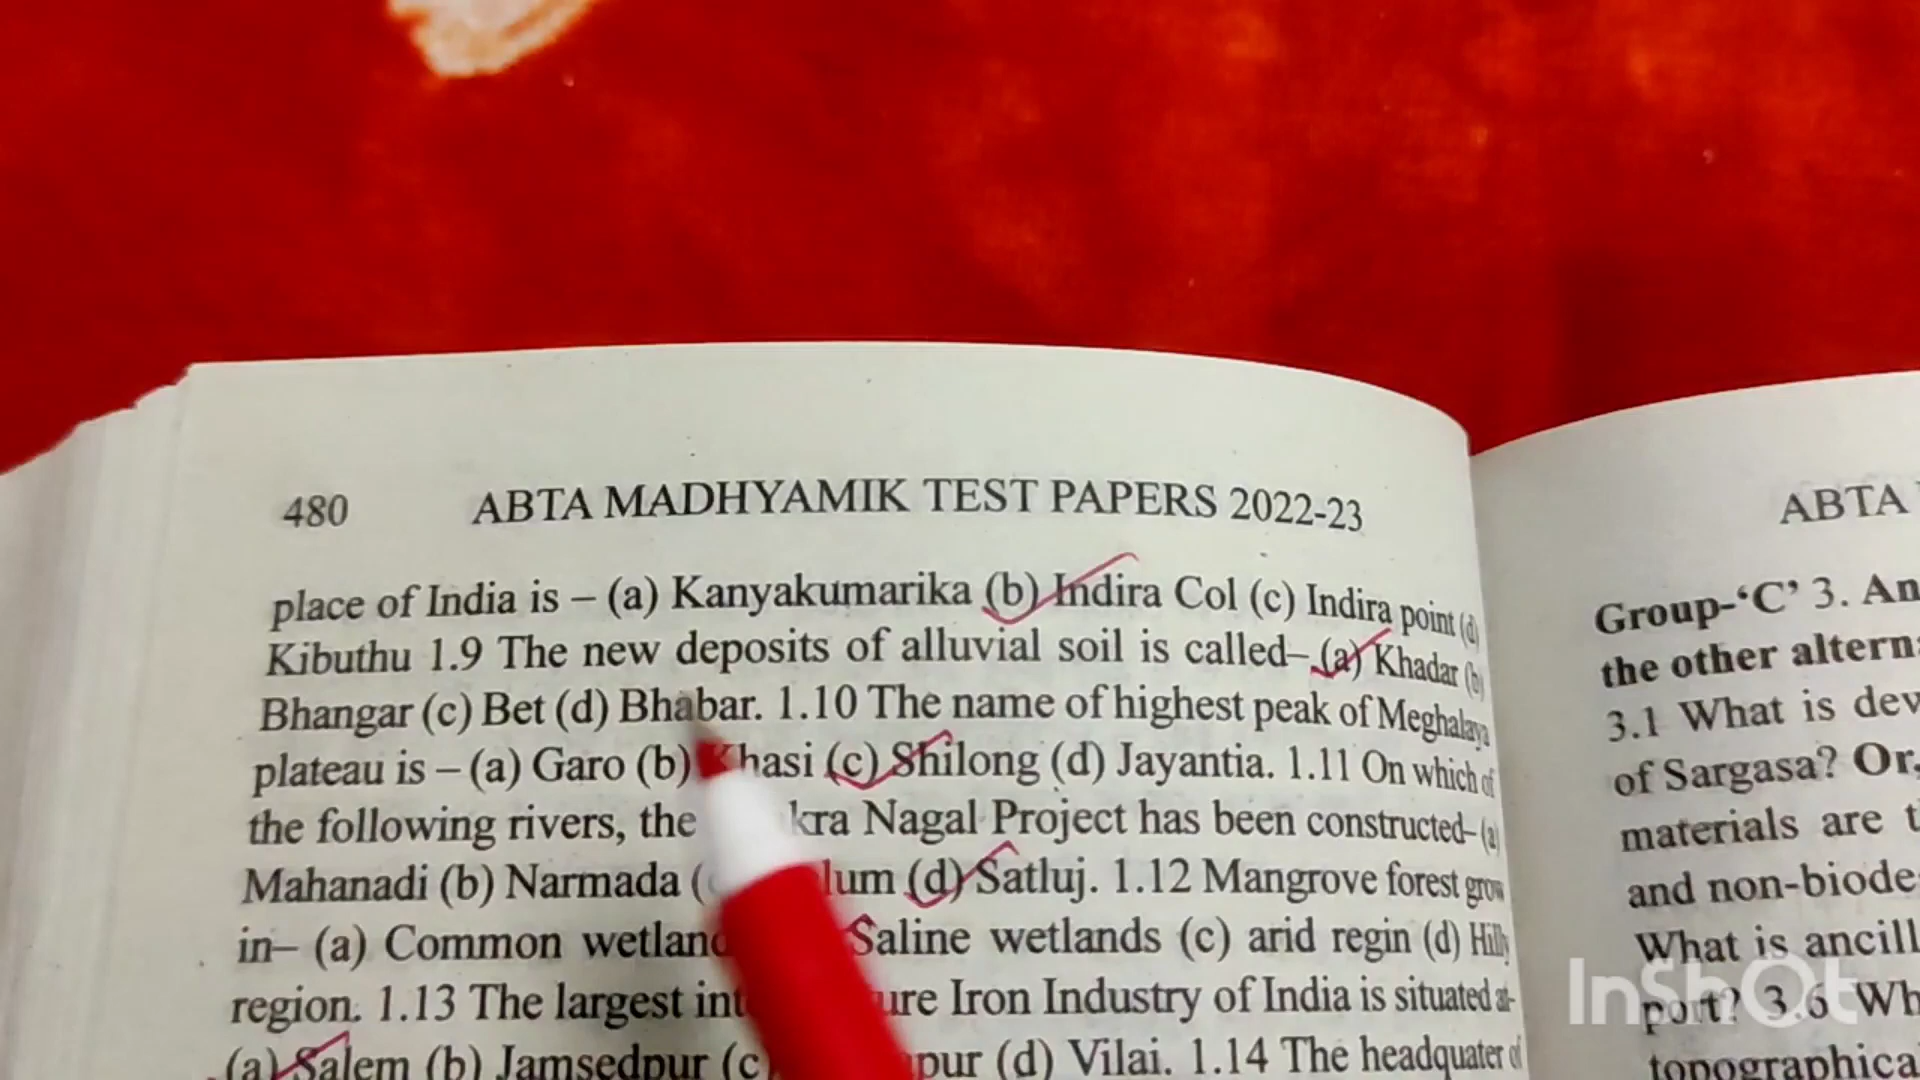 480 ABTA MADHYAMIK TEST PAPERS 2022-23
place of India is – (a) Kanyakumarika (b) Indira Col (c) Indira point (d)
Kibuthu 1.9 The new deposits of alluvial soil is called– (a) Khadar (b)
Bhangar (c) Bet (d) Bhabar. 1.10 The name of highest peak of Meghalaya
plateau is – (a) Garo (b) Khasi (c) Shilong (d) Jayantia. 1.11 On which of
the following rivers, the kra Nagal Project has been constructed– (a)
Mahanadi (b) Narmada ( lum (d) Satluj. 1.12 Mangrove forest grow
in– (a) Common wetland Saline wetlands (c) arid regin (d) Hilly
region. 1.13 The largest int ure Iron Industry of India is situated at-
(a) Salem (b) Jamsedpur (c pur (d) Vilai. 1.14 The headquater of
ABTA
Group-‘C’ 3. An
the other altern
3.1 What is dev
of Sargasa? Or,
materials are t
and non-biode
What is ancill
port? 3.6 Wh
topographica
InShOt